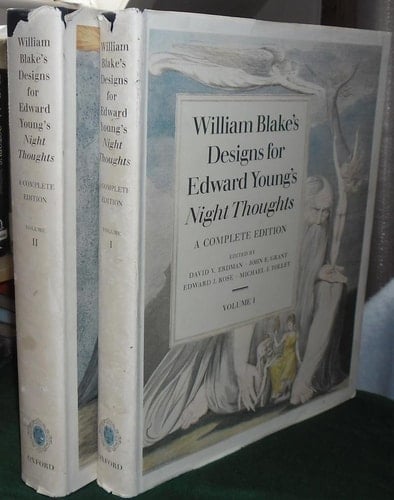 William
Blake's
Designs
for
Edward
Young's
Night
Thoughts
A COMPLETE
EDITION
VOLUME
II
OXFORD
William
Blake's
Designs
for
Edward
Young's
Night
Thoughts
A COMPLETE
EDITION
VOLUME
I
OXFORD
William Blake's
Designs for
Edward Young's
Night Thoughts
A COMPLETE EDITION
EDITED BY
DAVID V. ERDMAN · JOHN E. GRANT
EDWARD J. ROSE · MICHAEL J. TOLLEY
VOLUME I